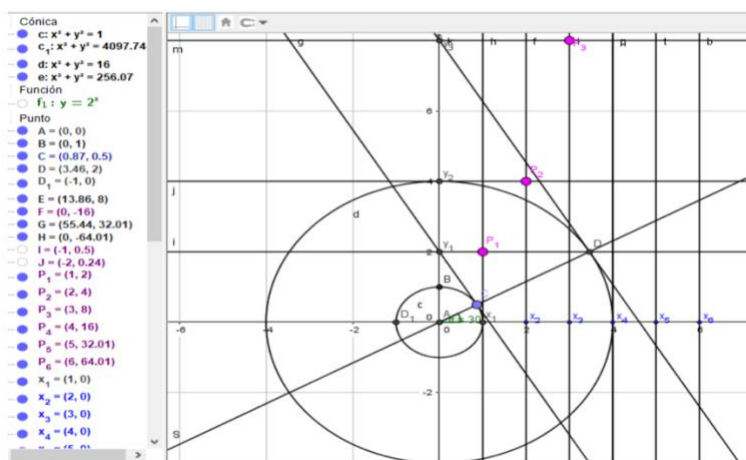 Cónica
c: x² + y² = 1
c₁: x² + y² = 4097.74
d: x² + y² = 16
e: x² + y² = 256.07
Función
f₁ : y = 2ˣ
Punto
A = (0, 0)
B = (0, 1)
C = (0.87, 0.5)
D = (3.46, 2)
D₁ = (-1, 0)
E = (13.86, 8)
F = (0, -16)
G = (55.44, 32.01)
H = (0, -64.01)
I = (-1, 0.5)
J = (-2, 0.24)
P₁ = (1, 2)
P₂ = (2, 4)
P₃ = (3, 8)
P₄ = (4, 16)
P₅ = (5, 32.01)
P₆ = (6, 64.01)
x₁ = (1, 0)
x₂ = (2, 0)
x₃ = (3, 0)
x₄ = (4, 0)
g h f g t b
m
6
j 4 y₂ P₂
d
i 2 y₁ P₁ D
B
c C
D₁ 0 A x₁ x₂ x₃ x₄ x₅ x₆
-6 -4 -2 0 2 4 6
-2
s